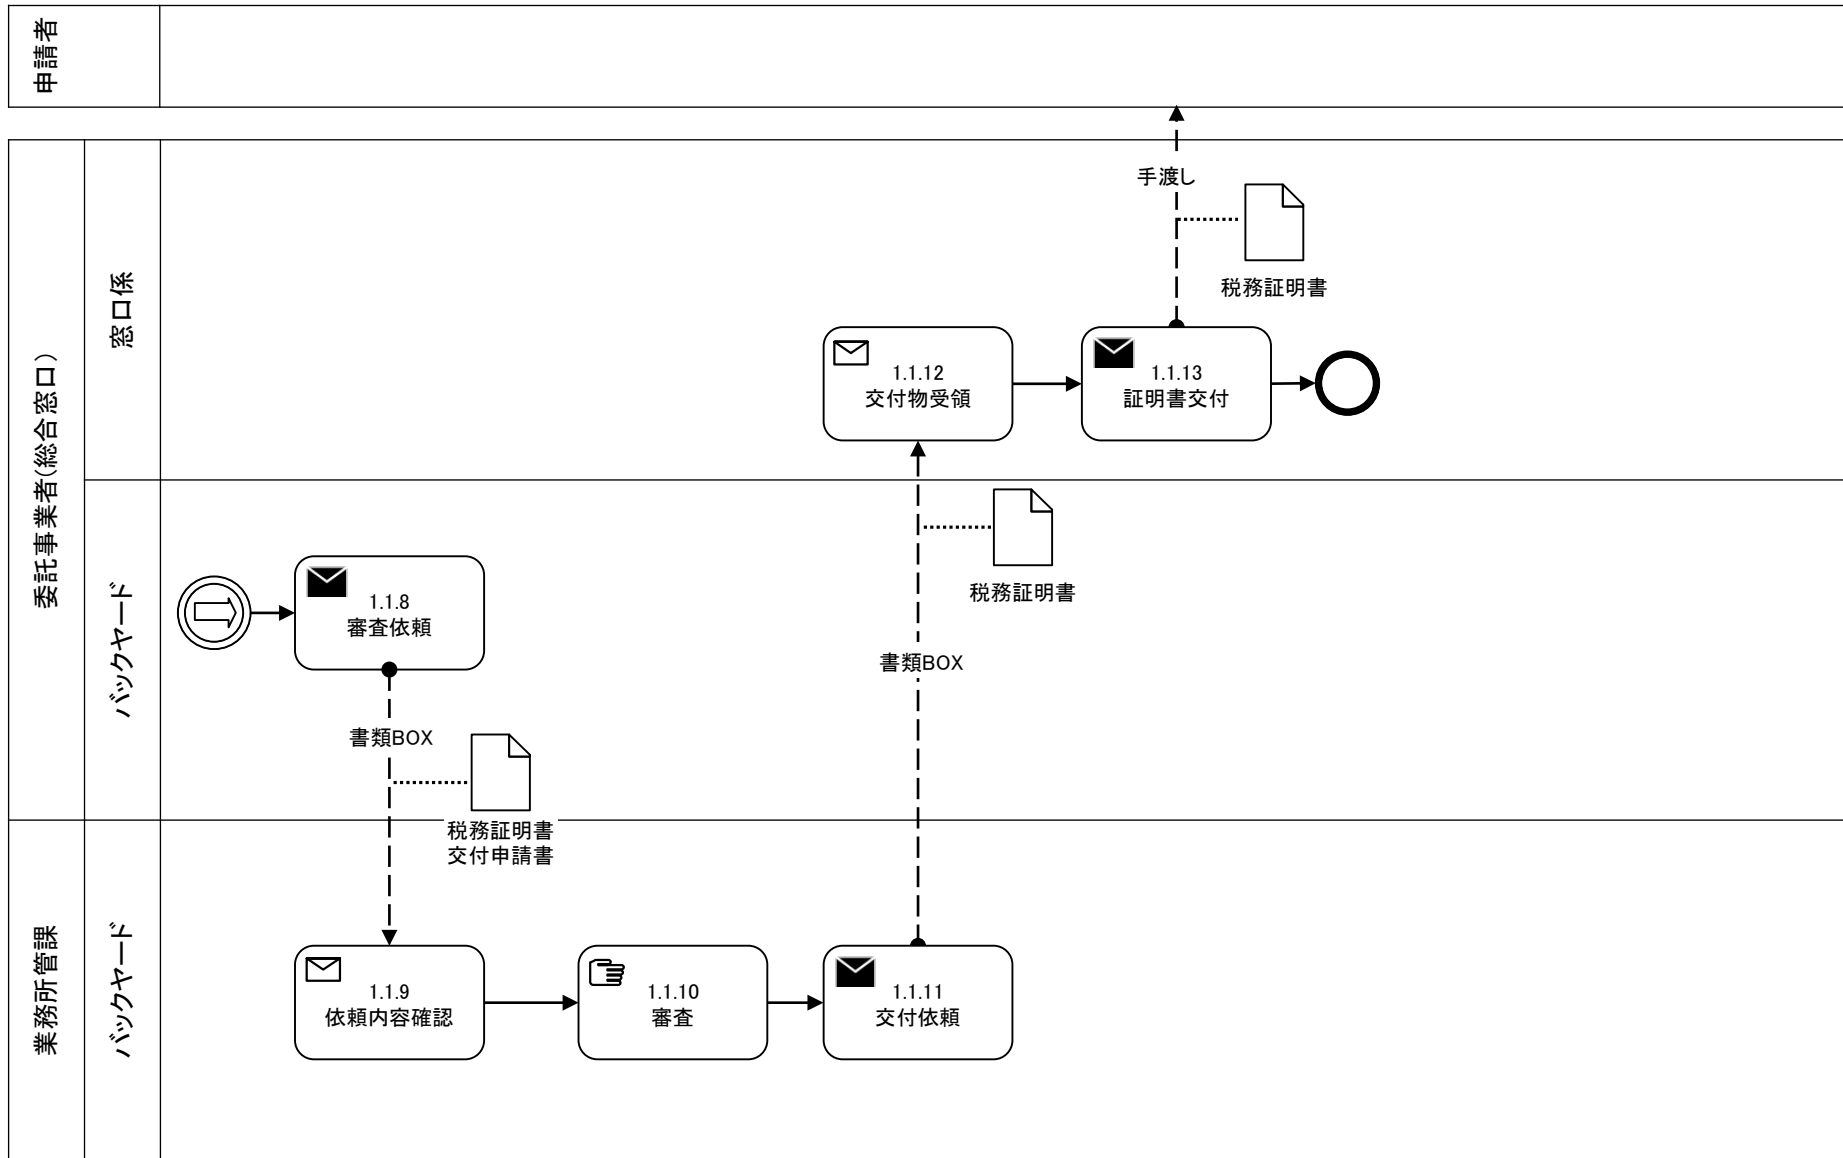 申請者
委託事業者(総合窓口)
窓口係
手渡し
税務証明書
1.1.12
交付物受領
1.1.13
証明書交付
バックヤード
1.1.8
審査依頼
税務証明書
書類BOX
書類BOX
税務証明書
交付申請書
業務所管課
バックヤード
1.1.9
依頼内容確認
1.1.10
審査
1.1.11
交付依頼